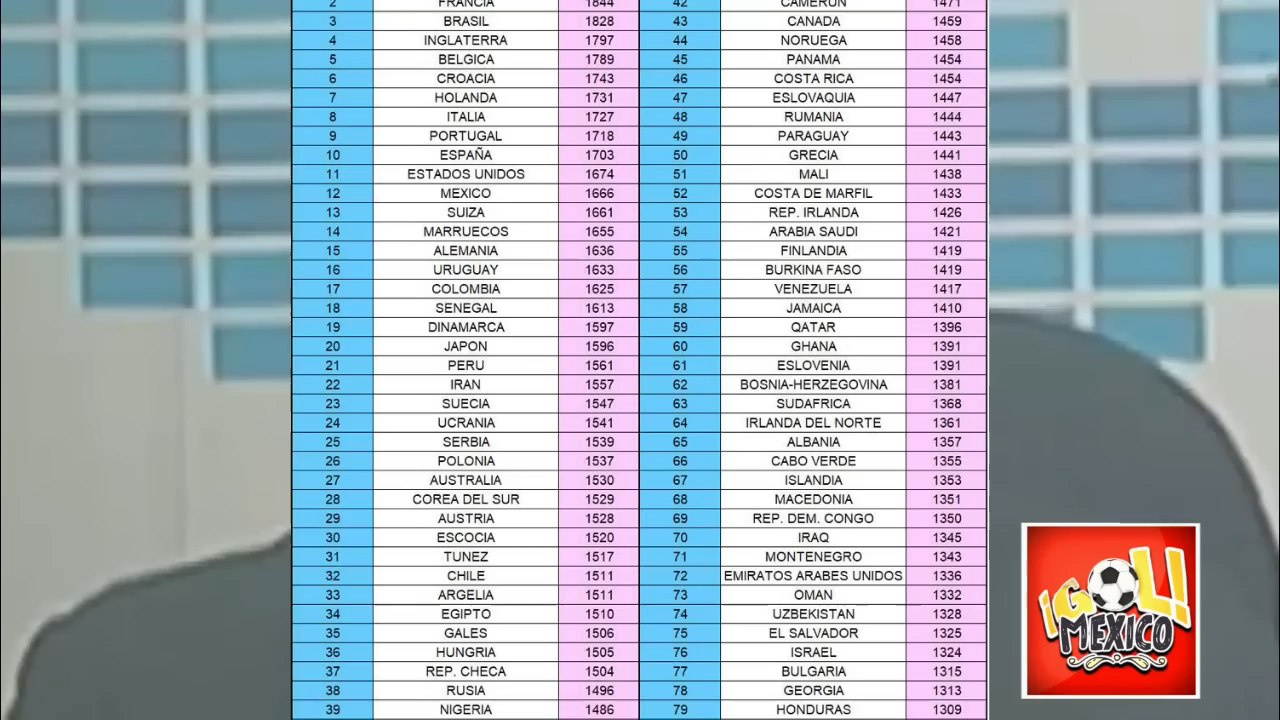 2 FRANCIA 1844 42 CAMERUN 1471
3 BRASIL 1828 43 CANADA 1459
4 INGLATERRA 1797 44 NORUEGA 1458
5 BELGICA 1789 45 PANAMA 1454
6 CROACIA 1743 46 COSTA RICA 1454
7 HOLANDA 1731 47 ESLOVAQUIA 1447
8 ITALIA 1727 48 RUMANIA 1444
9 PORTUGAL 1718 49 PARAGUAY 1443
10 ESPAÑA 1703 50 GRECIA 1441
11 ESTADOS UNIDOS 1674 51 MALI 1438
12 MEXICO 1666 52 COSTA DE MARFIL 1433
13 SUIZA 1661 53 REP. IRLANDA 1426
14 MARRUECOS 1655 54 ARABIA SAUDI 1421
15 ALEMANIA 1636 55 FINLANDIA 1419
16 URUGUAY 1633 56 BURKINA FASO 1419
17 COLOMBIA 1625 57 VENEZUELA 1417
18 SENEGAL 1613 58 JAMAICA 1410
19 DINAMARCA 1597 59 QATAR 1396
20 JAPON 1596 60 GHANA 1391
21 PERU 1561 61 ESLOVENIA 1391
22 IRAN 1557 62 BOSNIA-HERZEGOVINA 1381
23 SUECIA 1547 63 SUDAFRICA 1368
24 UCRANIA 1541 64 IRLANDA DEL NORTE 1361
25 SERBIA 1539 65 ALBANIA 1357
26 POLONIA 1537 66 CABO VERDE 1355
27 AUSTRALIA 1530 67 ISLANDIA 1353
28 COREA DEL SUR 1529 68 MACEDONIA 1351
29 AUSTRIA 1528 69 REP. DEM. CONGO 1350
30 ESCOCIA 1520 70 IRAQ 1345
31 TUNEZ 1517 71 MONTENEGRO 1343
32 CHILE 1511 72 EMIRATOS ARABES UNIDOS 1336
33 ARGELIA 1511 73 OMAN 1332
34 EGIPTO 1510 74 UZBEKISTAN 1328
35 GALES 1506 75 EL SALVADOR 1325
36 HUNGRIA 1505 76 ISRAEL 1324
37 REP. CHECA 1504 77 BULGARIA 1315
38 RUSIA 1496 78 GEORGIA 1313
39 NIGERIA 1486 79 HONDURAS 1309
¡GOL!
MEXICO